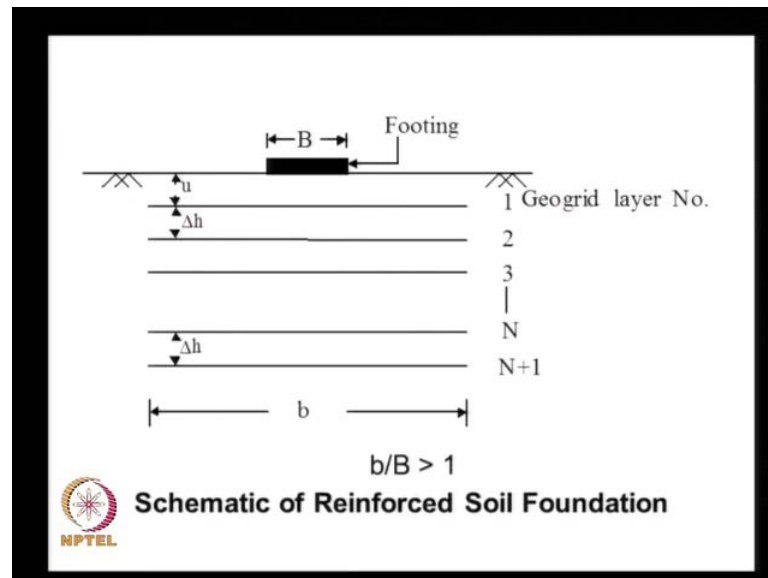 B
Footing
u
1 Geogrid layer No.
Δh
2
3
N
Δh
N+1
b
b/B > 1
Schematic of Reinforced Soil Foundation
NPTEL